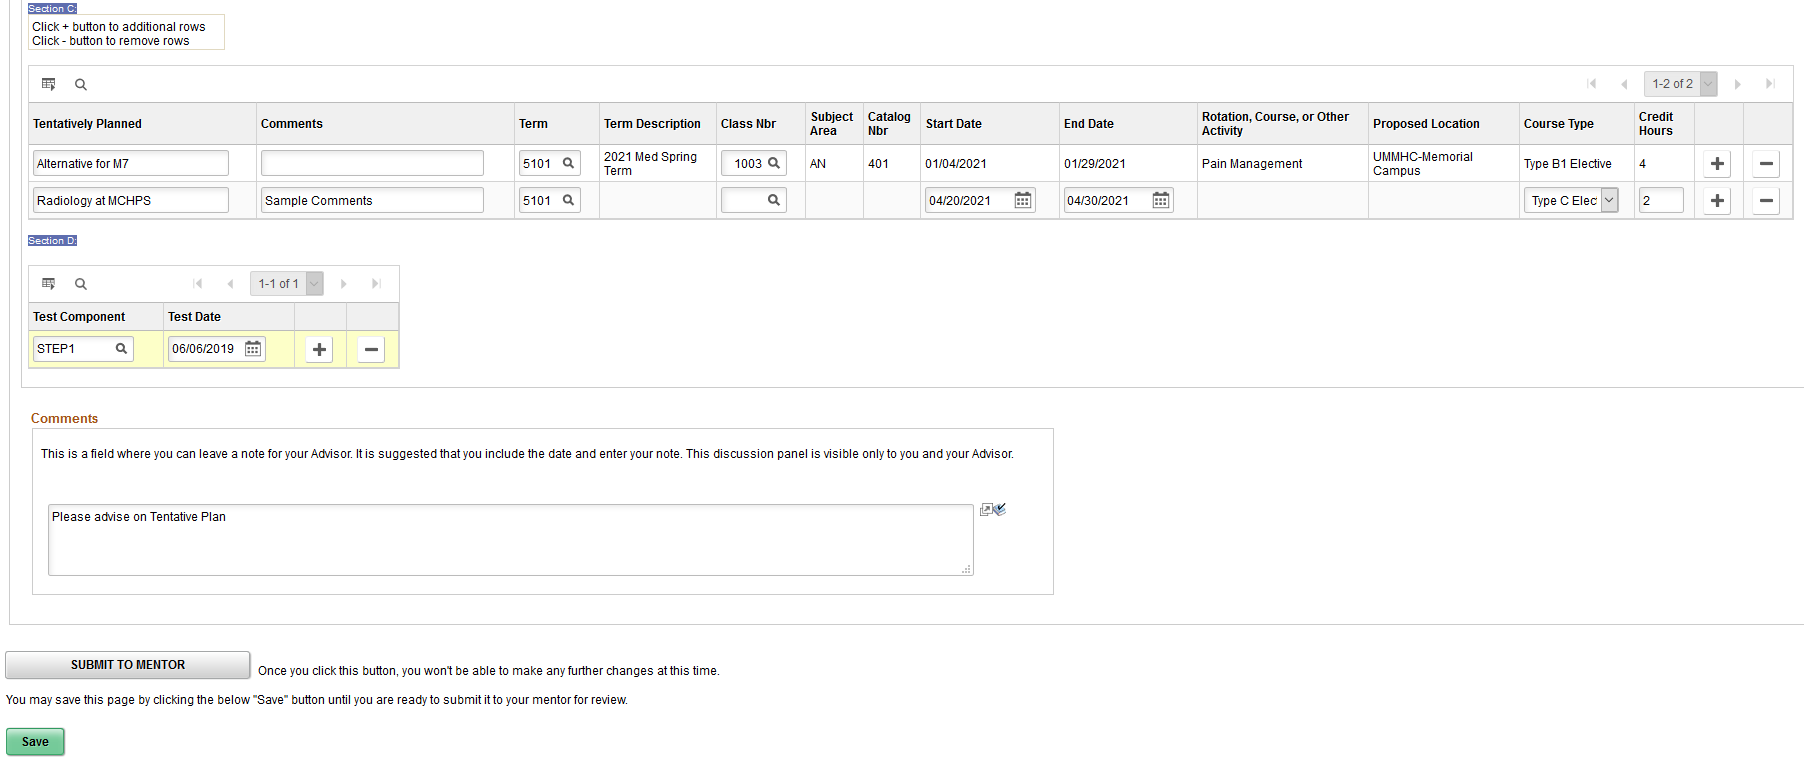 Section C:
Click + button to additional rows
Click - button to remove rows
1-2 of 2
Tentatively Planned Comments Term Term Description Class Nbr Subject Area Catalog Nbr Start Date End Date Rotation, Course, or Other Activity Proposed Location Course Type Credit Hours
Alternative for M7 5101 2021 Med Spring Term 1003 AN 401 01/04/2021 01/29/2021 Pain Management UMMHC-Memorial Campus Type B1 Elective 4 + −
Radiology at MCHPS Sample Comments 5101 04/20/2021 04/30/2021 Type C Elec 2 + −
Section D:
1-1 of 1
Test Component Test Date
STEP1 06/06/2019 + −
Comments
This is a field where you can leave a note for your Advisor. It is suggested that you include the date and enter your note. This discussion panel is visible only to you and your Advisor.
Please advise on Tentative Plan
SUBMIT TO MENTOR Once you click this button, you won't be able to make any further changes at this time.
You may save this page by clicking the below "Save" button until you are ready to submit it to your mentor for review.
Save